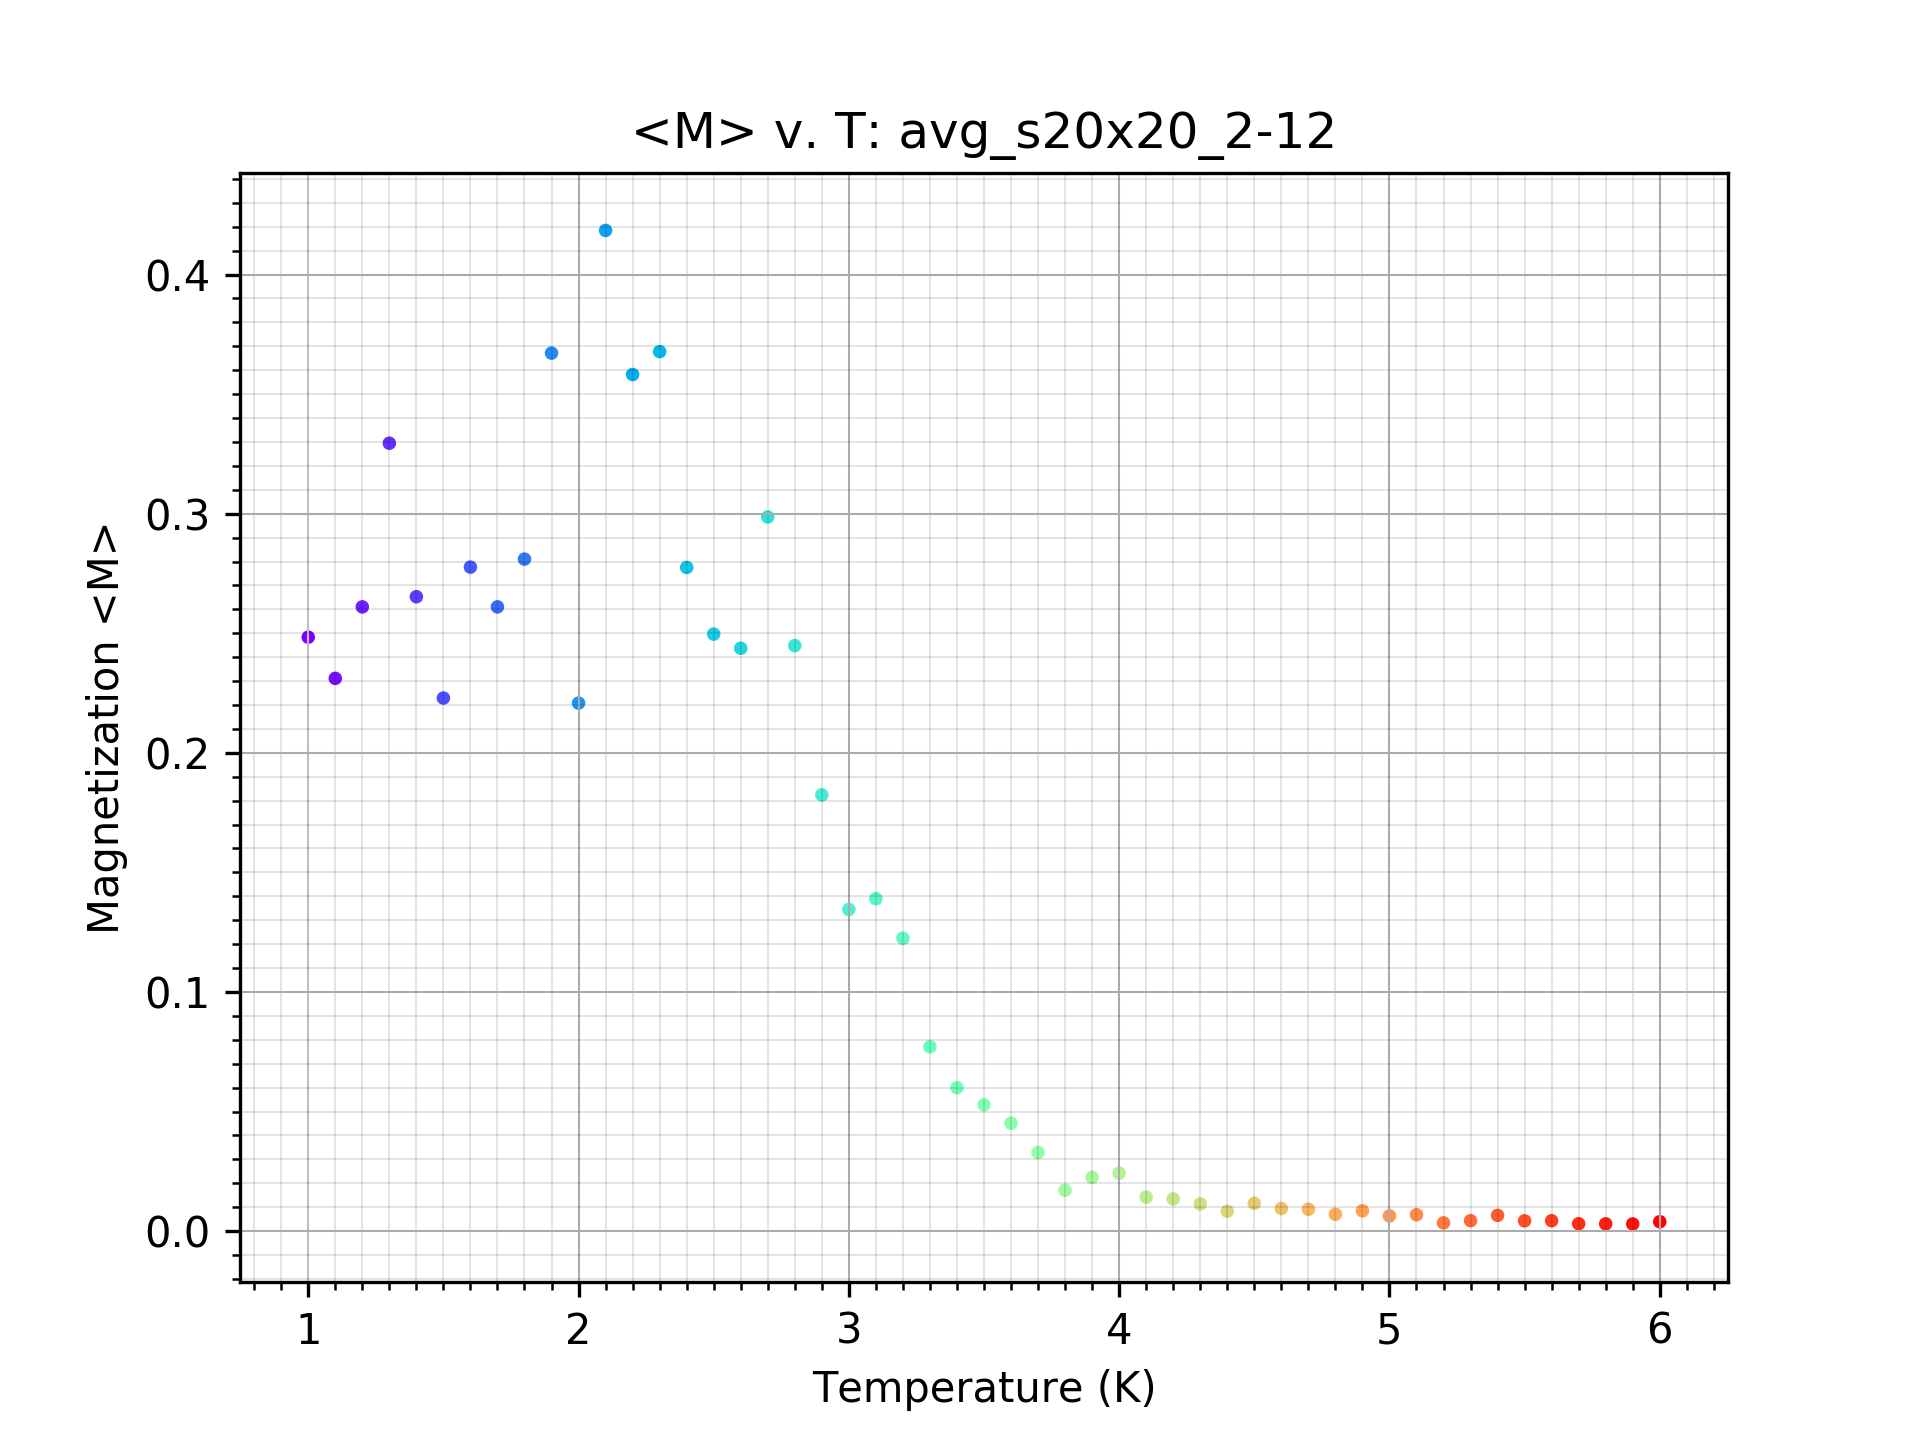 <M> v. T: avg_s20x20_2-12
Magnetization <M>
0.4
0.3
0.2
0.1
0.0
1 2 3 4 5 6
Temperature (K)